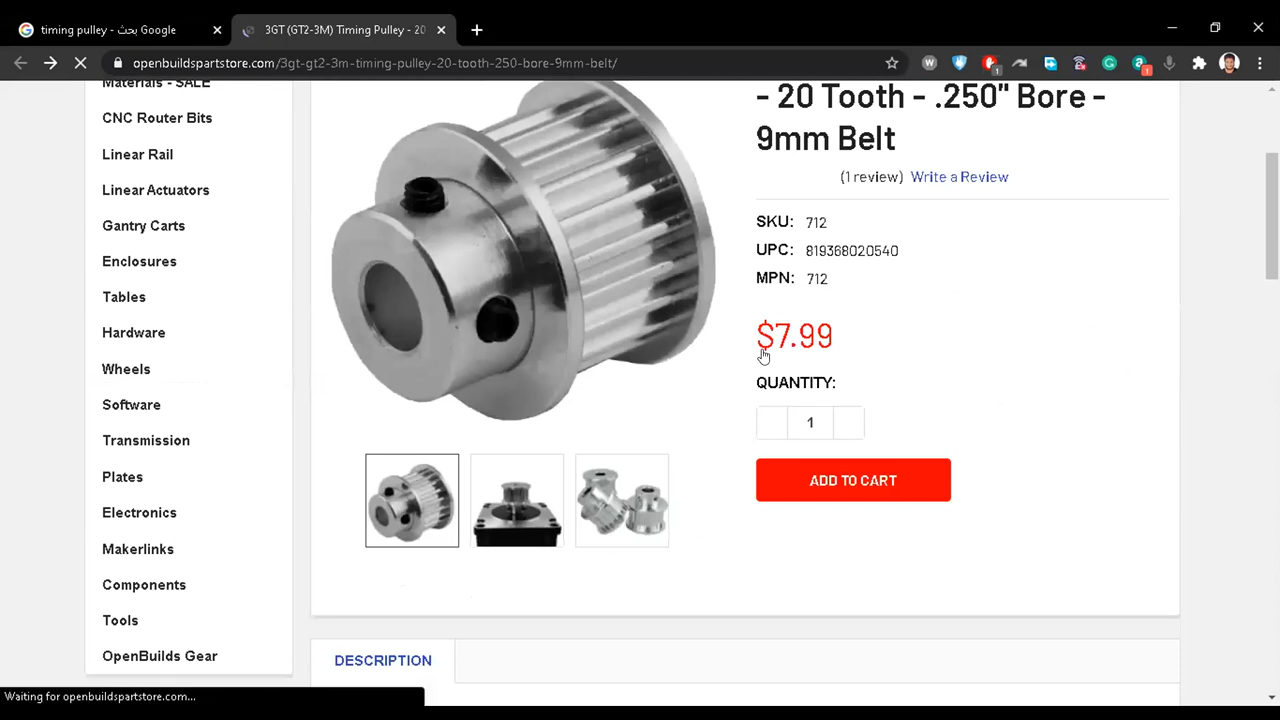 timing pulley - بحث Google
3GT (GT2-3M) Timing Pulley - 20
openbuildspartstore.com/3gt-gt2-3m-timing-pulley-20-tooth-250-bore-9mm-belt/
1
1
Materials - SALE
CNC Router Bits
Linear Rail
Linear Actuators
Gantry Carts
Enclosures
Tables
Hardware
Wheels
Software
Transmission
Plates
Electronics
Makerlinks
Components
Tools
OpenBuilds Gear
- 20 Tooth - .250" Bore -
9mm Belt
(1 review) Write a Review
SKU: 712
UPC: 819368020540
MPN: 712
$7.99
QUANTITY:
1
ADD TO CART
DESCRIPTION
Waiting for openbuildspartstore.com...